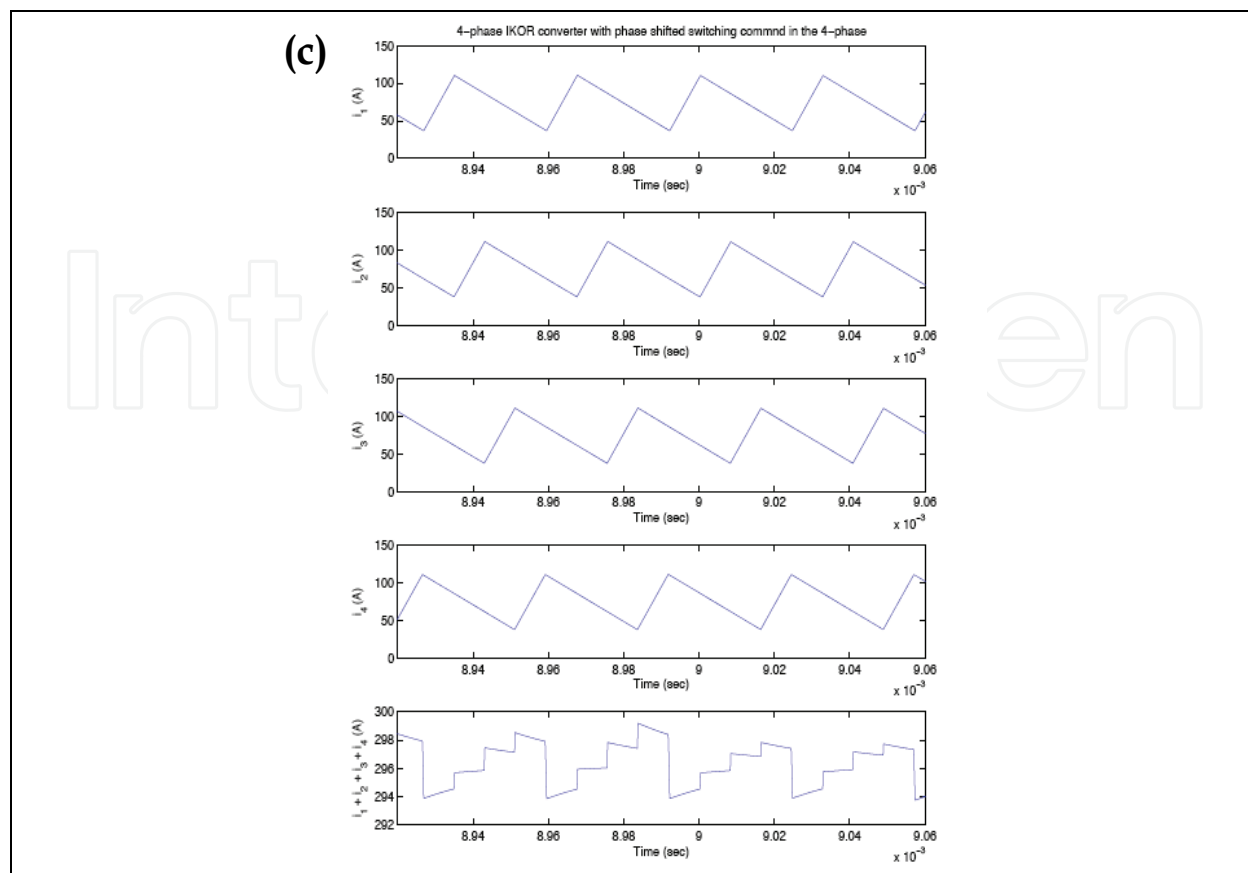 (c)
4−phase IKOR converter with phase shifted switching commnd in the 4−phase
150
100
50
0
i1 (A)
8.94 8.96 8.98 9 9.02 9.04 9.06
Time (sec)
x 10−3
150
100
50
0
i2 (A)
8.94 8.96 8.98 9 9.02 9.04 9.06
Time (sec)
x 10−3
150
100
50
0
i3 (A)
8.94 8.96 8.98 9 9.02 9.04 9.06
Time (sec)
x 10−3
150
100
50
0
i4 (A)
8.94 8.96 8.98 9 9.02 9.04 9.06
Time (sec)
x 10−3
300
298
296
294
292
i1 + i2 + i3 + i4 (A)
8.94 8.96 8.98 9 9.02 9.04 9.06
Time (sec)
x 10−3